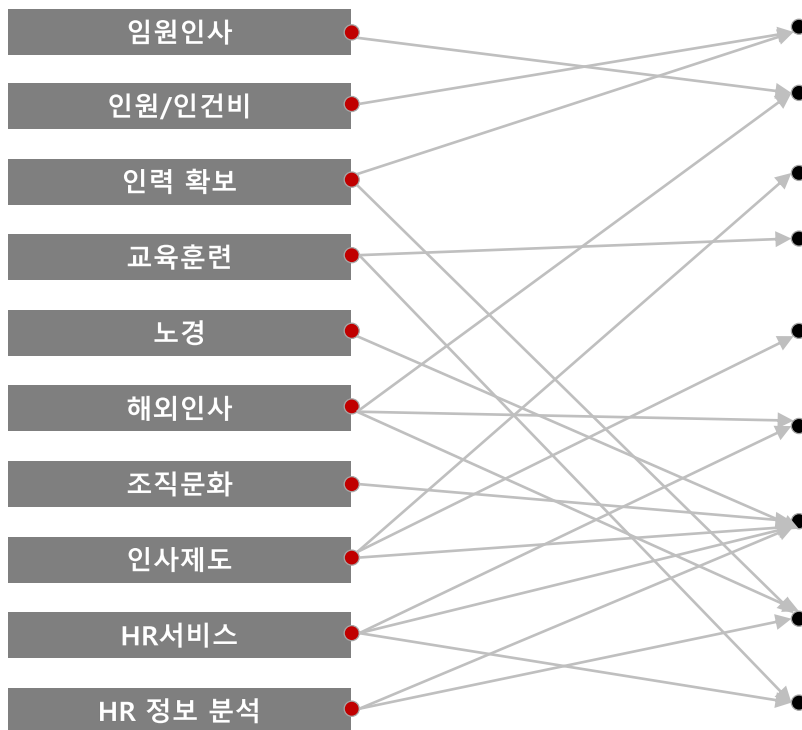 임원인사
인원/인건비
인력 확보
교육훈련
노경
해외인사
조직문화
인사제도
HR서비스
HR 정보 분석